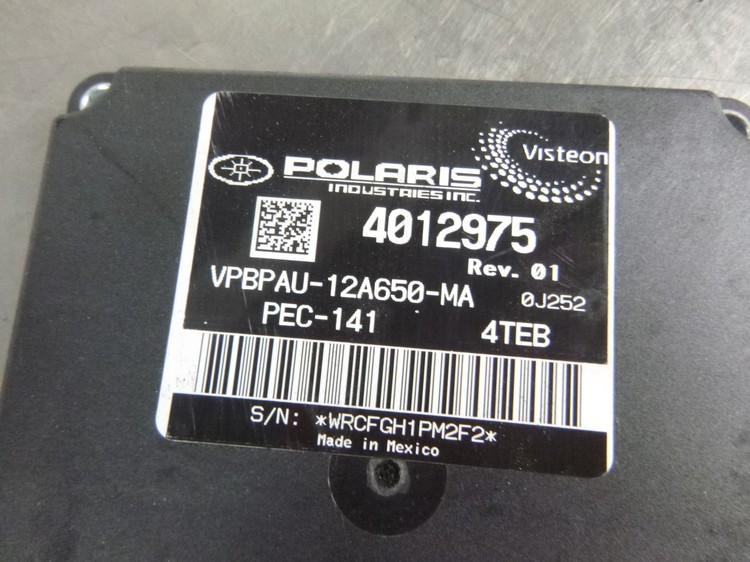 Visteon
POLARIS
INDUSTRIES INC.
4012975
Rev. 01
VPBPAU-12A650-MA 0J252
PEC-141 4TEB
S/N: *WRCFGH1PM2F2*
Made in Mexico